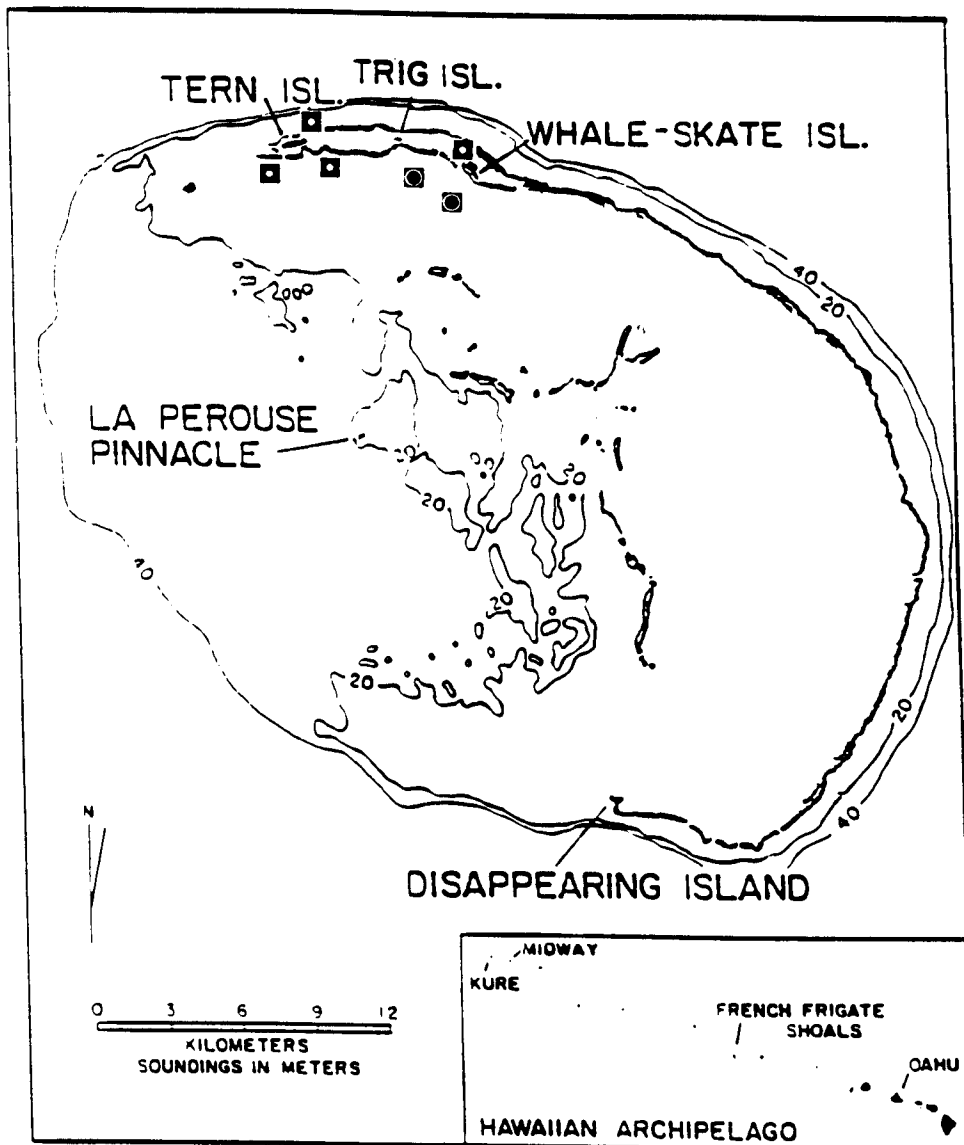 TRIG ISL.
TERN ISL.
WHALE-SKATE ISL.
40
20
LA PEROUSE
PINNACLE
20
20
40
20
20
20
40
N
DISAPPEARING ISLAND
0 3 6 9 12
KILOMETERS
SOUNDINGS IN METERS
MIDWAY
KURE
FRENCH FRIGATE
SHOALS
OAHU
HAWAIIAN ARCHIPELAGO